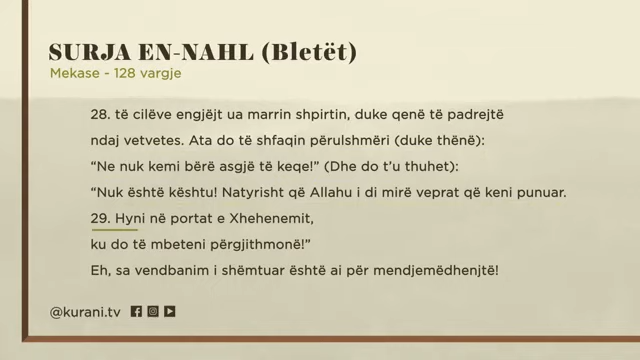 SURJA EN-NAHL (Bletët)
Mekase - 128 vargje
28. të cilëve engjëjt ua marrin shpirtin, duke qenë të padrejtë
ndaj vetvetes. Ata do të shfaqin përulshmëri (duke thënë):
“Ne nuk kemi bërë asgjë të keqe!” (Dhe do t’u thuhet):
“Nuk është kështu! Natyrisht që Allahu i di mirë veprat që keni punuar.
29. Hyni në portat e Xhehenemit,
ku do të mbeteni përgjithmonë!”
Eh, sa vendbanim i shëmtuar është ai për mendjemëdhenjtë!
@kurani.tv